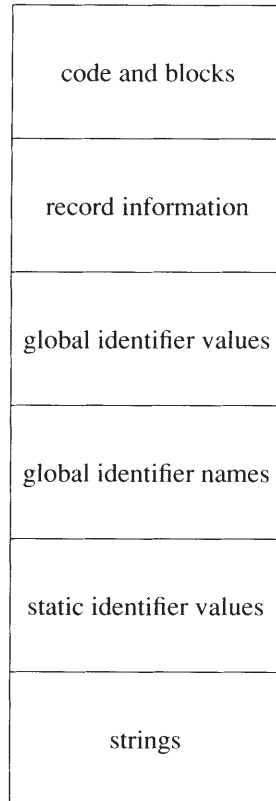 code and blocks
record information
global identifier values
global identifier names
static identifier values
strings